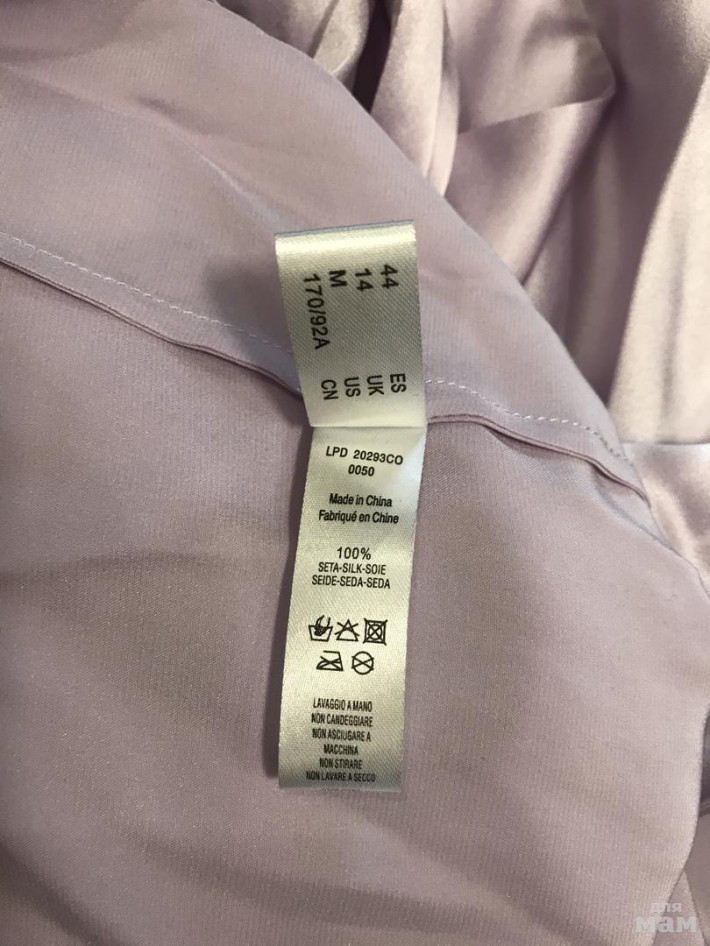 44 ES
14 UK
M US
170/92A CN
LPD 20293CO
0050
Made in China
Fabriqué en Chine
100%
SETA-SILK-SOIE
SEIDE-SEDA-SEDA
LAVAGGIO A MANO
NON CANDEGGIARE
NON ASCIUGARE A
MACCHINA
NON STIRARE
NON LAVARE A SECCO
для
мам